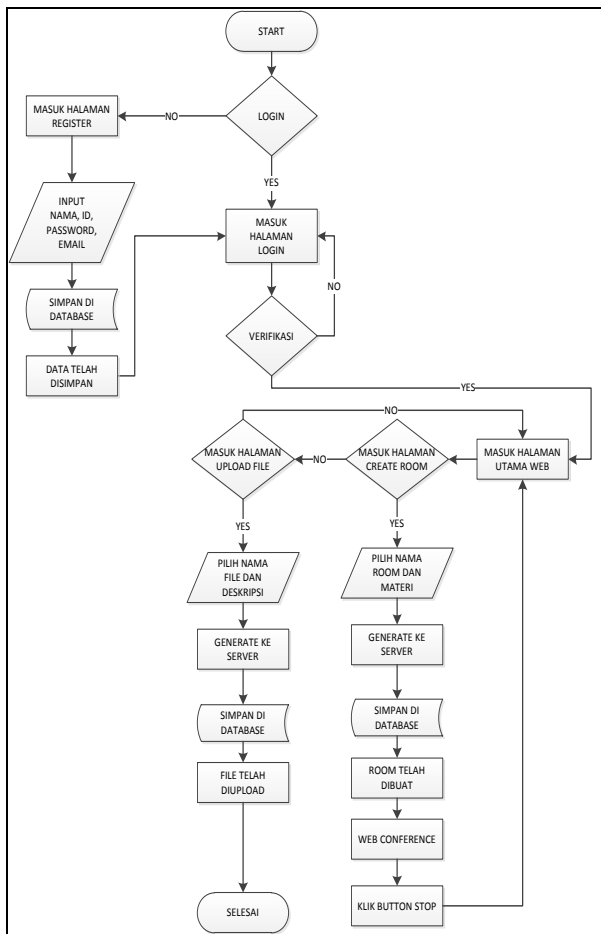 START
LOGIN
NO
MASUK HALAMAN
REGISTER
YES
INPUT
NAMA, ID,
PASSWORD,
EMAIL
MASUK
HALAMAN
LOGIN
SIMPAN DI
DATABASE
NO
VERIFIKASI
DATA TELAH
DISIMPAN
YES
NO
MASUK HALAMAN
UPLOAD FILE
NO
MASUK HALAMAN
CREATE ROOM
MASUK HALAMAN
UTAMA WEB
YES
YES
PILIH NAMA
FILE DAN
DESKRIPSI
PILIH NAMA
ROOM DAN
MATERI
GENERATE KE
SERVER
GENERATE KE
SERVER
SIMPAN DI
DATABASE
SIMPAN DI
DATABASE
FILE TELAH
DIUPLOAD
ROOM TELAH
DIBUAT
WEB CONFERENCE
SELESAI
KLIK BUTTON STOP